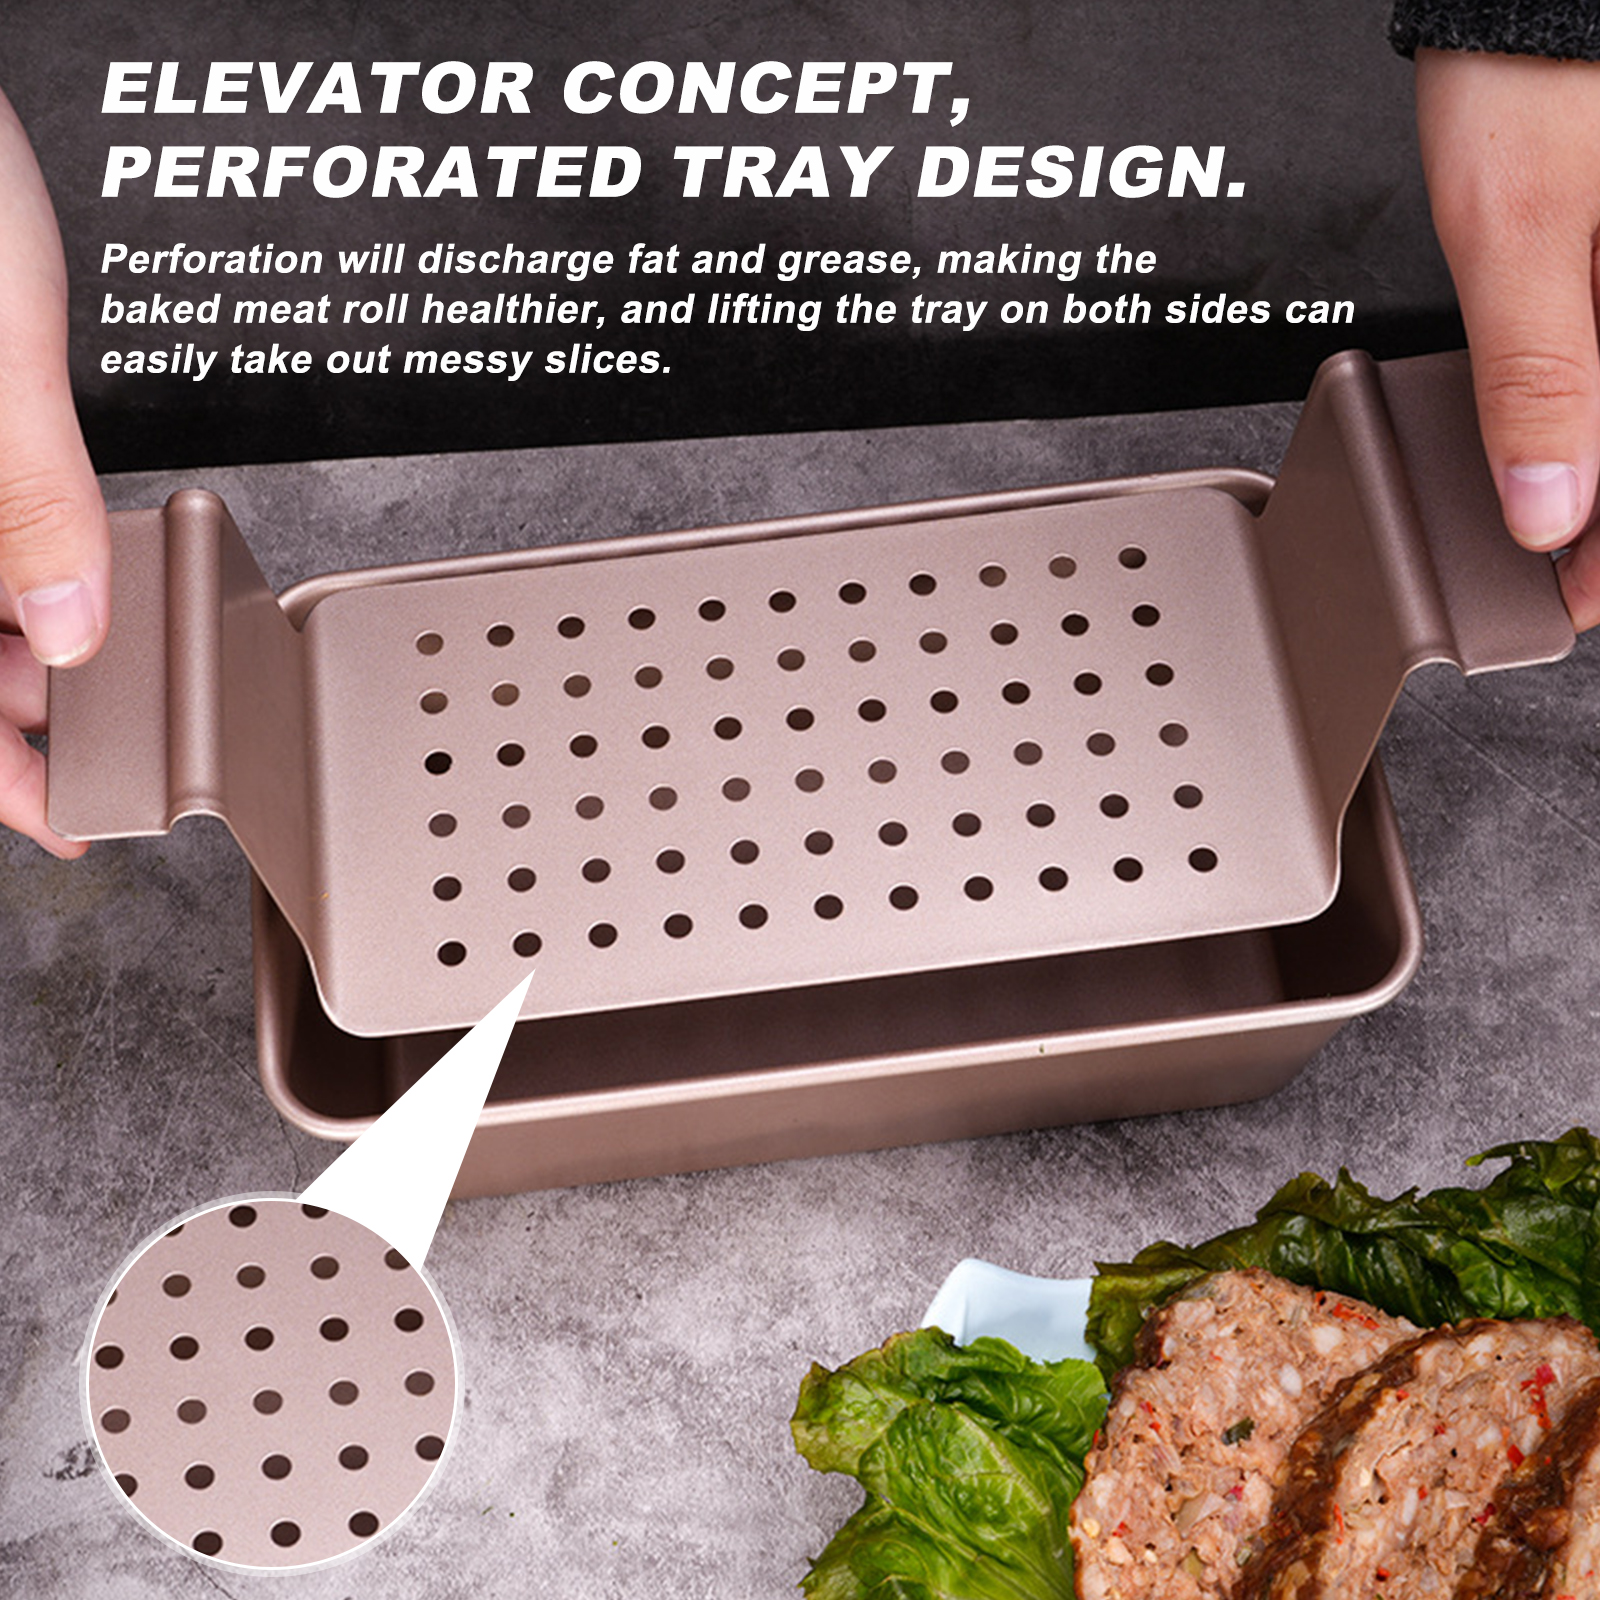 ELEVATOR CONCEPT,
PERFORATED TRAY DESIGN.
Perforation will discharge fat and grease, making the
baked meat roll healthier, and lifting the tray on both sides can
easily take out messy slices.